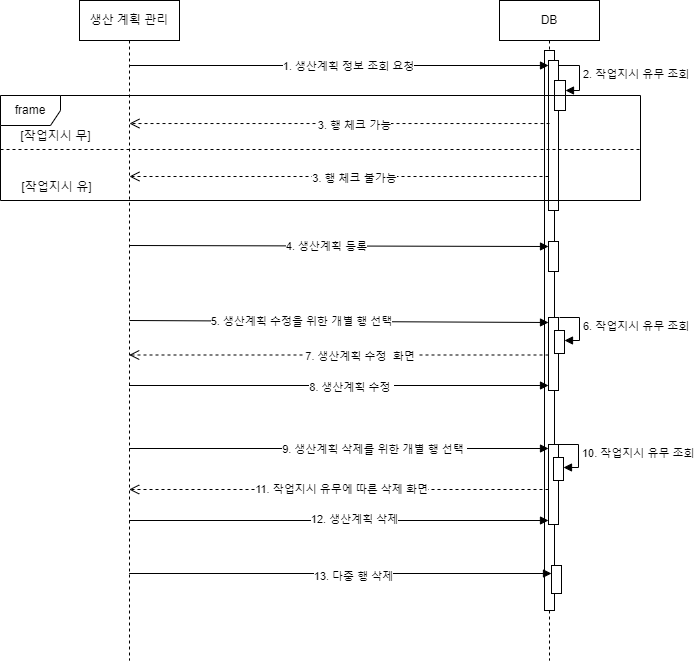 생산 계획 관리
DB
1. 생산계획 정보 조회 요청
2. 작업지시 유무 조회
frame
3. 행 체크 가능
[작업지시 무]
3. 행 체크 불가능
[작업지시 유]
4. 생산계획 등록
5. 생산계획 수정을 위한 개별 행 선택
6. 작업지시 유무 조회
7. 생산계획 수정 화면
8. 생산계획 수정
9. 생산계획 삭제를 위한 개별 행 선택
10. 작업지시 유무 조회
11. 작업지시 유무에 따른 삭제 화면
12. 생산계획 삭제
13. 다중 행 삭제